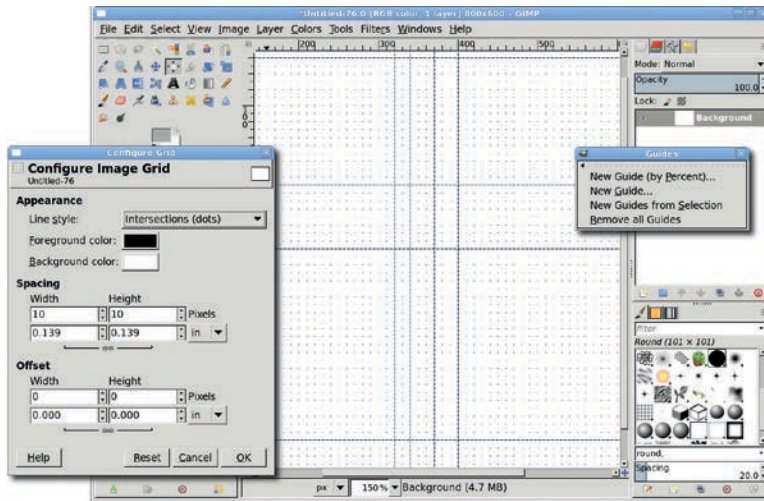 *Untitled-76.0 (RGB color, 1 layer) 800x600 – GIMP
File Edit Select View Image Layer Colors Tools Filters Windows Help
200 300 400 500
100
Mode: Normal
Opacity
100.0
Lock:
Background
Configure Grid
Configure Image Grid
Untitled-76
Appearance
Line style: Intersections (dots)
Foreground color:
Background color:
Spacing
Width Height
10 10 Pixels
0.139 0.139 in
Offset
Width Height
0 0 Pixels
0.000 0.000 in
Help Reset Cancel OK
Guides
New Guide (by Percent)...
New Guide...
New Guides from Selection
Remove all Guides
filter
Round (101 × 101)
round,
Spacing
20.0
px 150% Background (4.7 MB)